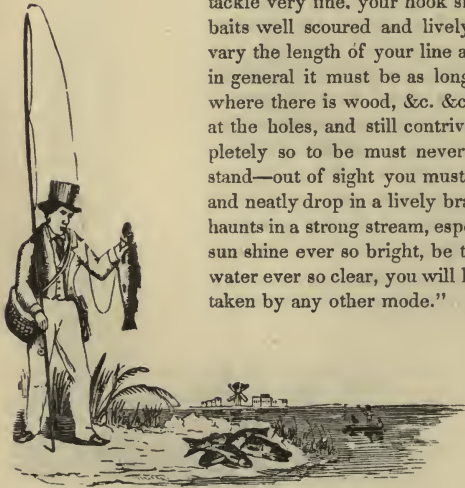 tackle very fine, your hook s
baits well scoured and lively
vary the length of your line a
in general it must be as long
where there is wood, &c. &c
at the holes, and still contriv
pletely so to be must never
stand—out of sight you must
and neatly drop in a lively bra
haunts in a strong stream, espe
sun shine ever so bright, be t
water ever so clear, you will l
taken by any other mode.”